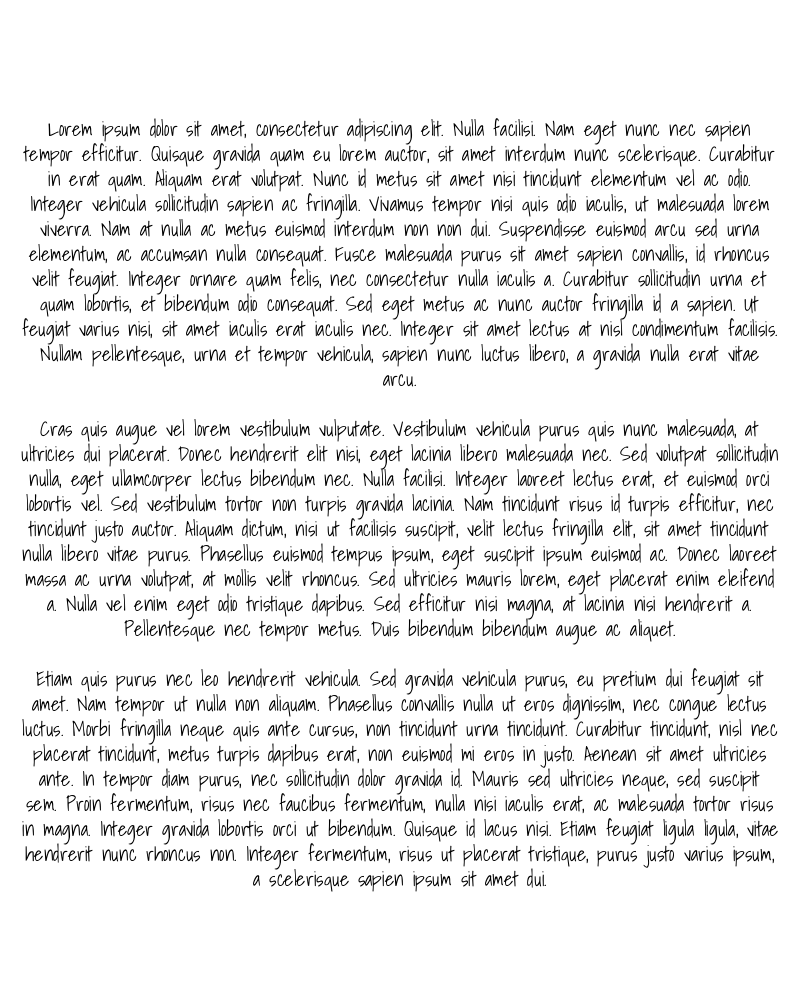 Lorem ipsum dolor sit amet, consectetur adipiscing elit. Nulla facilisi. Nam eget nunc nec sapien
tempor efficitur. Quisque gravida quam eu lorem auctor, sit amet interdum nunc scelerisque. Curabitur
in erat quam. Aliquam erat volutpat. Nunc id metus sit amet nisi tincidunt elementum vel ac odio.
Integer vehicula sollicitudin sapien ac fringilla. Vivamus tempor nisi quis odio iaculis, ut malesuada lorem
viverra. Nam at nulla ac metus euismod interdum non non dui. Suspendisse euismod arcu sed urna
elementum, ac accumsan nulla consequat. Fusce malesuada purus sit amet sapien convallis, id rhoncus
velit feugiat. Integer ornare quam felis, nec consectetur nulla iaculis a. Curabitur sollicitudin urna et
quam lobortis, et bibendum odio consequat. Sed eget metus ac nunc auctor fringilla id a sapien. Ut
feugiat varius nisi, sit amet iaculis erat iaculis nec. Integer sit amet lectus at nisl condimentum facilisis.
Nullam pellentesque, urna et tempor vehicula, sapien nunc luctus libero, a gravida nulla erat vitae
arcu.
Cras quis augue vel lorem vestibulum vulputate. Vestibulum vehicula purus quis nunc malesuada, at
ultricies dui placerat. Donec hendrerit elit nisi, eget lacinia libero malesuada nec. Sed volutpat sollicitudin
nulla, eget ullamcorper lectus bibendum nec. Nulla facilisi. Integer laoreet lectus erat, et euismod orci
lobortis vel. Sed vestibulum tortor non turpis gravida lacinia. Nam tincidunt risus id turpis efficitur, nec
tincidunt justo auctor. Aliquam dictum, nisi ut facilisis suscipit, velit lectus fringilla elit, sit amet tincidunt
nulla libero vitae purus. Phasellus euismod tempus ipsum, eget suscipit ipsum euismod ac. Donec laoreet
massa ac urna volutpat, at mollis velit rhoncus. Sed ultricies mauris lorem, eget placerat enim eleifend
a. Nulla vel enim eget odio tristique dapibus. Sed efficitur nisi magna, at lacinia nisi hendrerit a.
Pellentesque nec tempor metus. Duis bibendum bibendum augue ac aliquet.
Etiam quis purus nec leo hendrerit vehicula. Sed gravida vehicula purus, eu pretium dui feugiat sit
amet. Nam tempor ut nulla non aliquam. Phasellus convallis nulla ut eros dignissim, nec congue lectus
luctus. Morbi fringilla neque quis ante cursus, non tincidunt urna tincidunt. Curabitur tincidunt, nisl nec
placerat tincidunt, metus turpis dapibus erat, non euismod mi eros in justo. Aenean sit amet ultricies
ante. In tempor diam purus, nec sollicitudin dolor gravida id. Mauris sed ultricies neque, sed suscipit
sem. Proin fermentum, risus nec faucibus fermentum, nulla nisi iaculis erat, ac malesuada tortor risus
in magna. Integer gravida lobortis orci ut bibendum. Quisque id lacus nisi. Etiam feugiat ligula ligula, vitae
hendrerit nunc rhoncus non. Integer fermentum, risus ut placerat tristique, purus justo varius ipsum,
a scelerisque sapien ipsum sit amet dui.